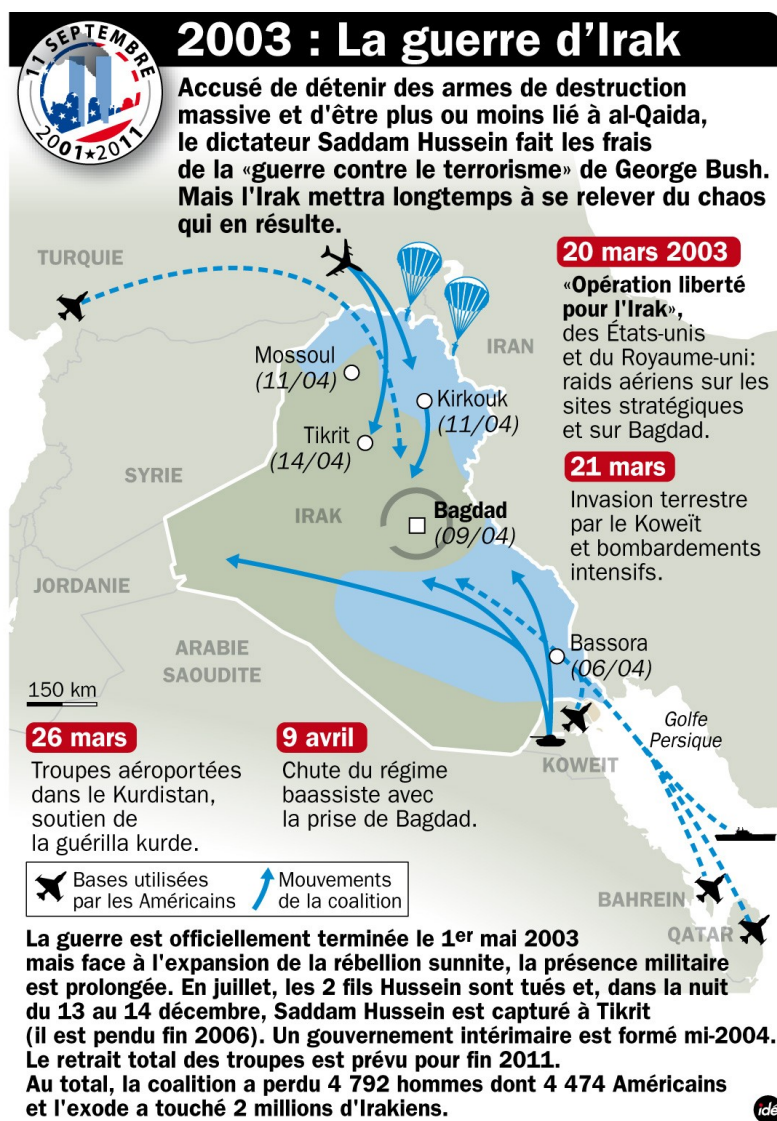 11 SEPTEMBRE
2001★2011
2003 : La guerre d'Irak
Accusé de détenir des armes de destruction
massive et d'être plus ou moins lié à al-Qaida,
le dictateur Saddam Hussein fait les frais
de la «guerre contre le terrorisme» de George Bush.
Mais l'Irak mettra longtemps à se relever du chaos
qui en résulte.
TURQUIE
20 mars 2003
«Opération liberté
pour l'Irak»,
des États-unis
et du Royaume-uni:
raids aériens sur les
sites stratégiques
et sur Bagdad.
IRAN
Mossoul
(11/04)
Kirkouk
(11/04)
Tikrit
(14/04)
21 mars
Invasion terrestre
par le Koweït
et bombardements
intensifs.
SYRIE
IRAK
Bagdad
(09/04)
JORDANIE
ARABIE
SAOUDITE
Bassora
(06/04)
150 km
Golfe
Persique
KOWEIT
26 mars
Troupes aéroportées
dans le Kurdistan,
soutien de
la guérilla kurde.
9 avril
Chute du régime
baassiste avec
la prise de Bagdad.
Bases utilisées
par les Américains
Mouvements
de la coalition
BAHREIN
QATAR
La guerre est officiellement terminée le 1er mai 2003
mais face à l'expansion de la rébellion sunnite, la présence militaire
est prolongée. En juillet, les 2 fils Hussein sont tués et, dans la nuit
du 13 au 14 décembre, Saddam Hussein est capturé à Tikrit
(il est pendu fin 2006). Un gouvernement intérimaire est formé mi-2004.
Le retrait total des troupes est prévu pour fin 2011.
Au total, la coalition a perdu 4 792 hommes dont 4 474 Américains
et l'exode a touché 2 millions d'Irakiens.
idé